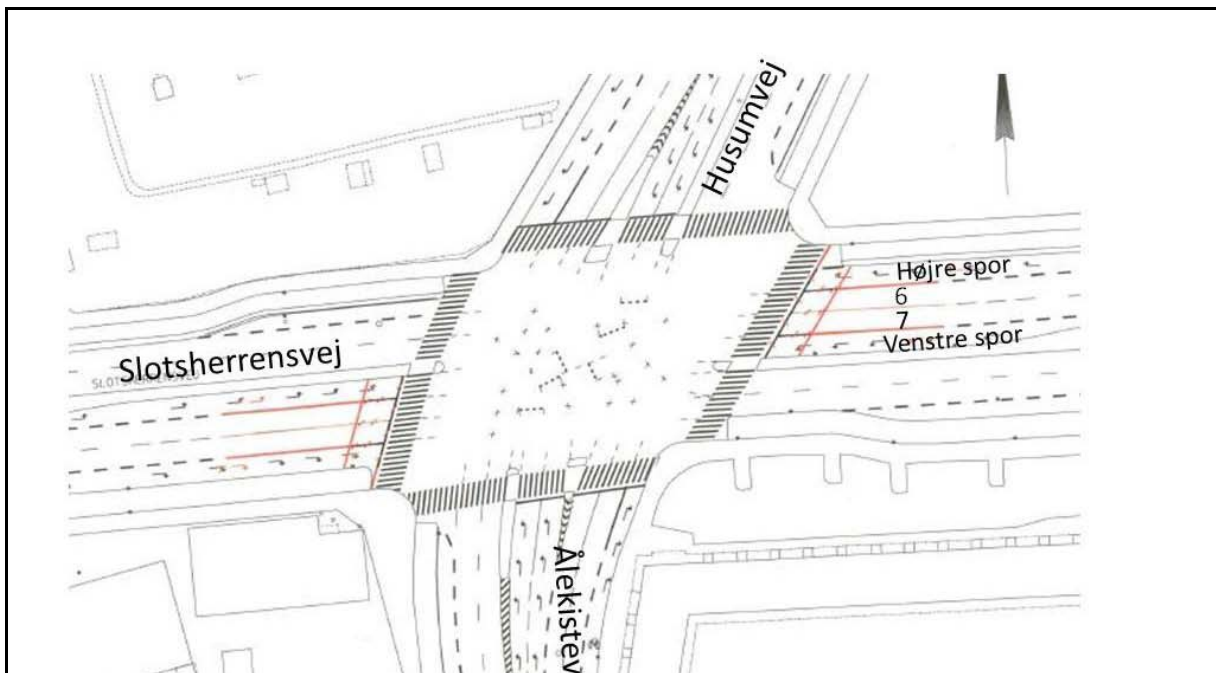 Husumvej
Højre spor
6
7
Venstre spor
Slotsherrensvej
Ålekistev